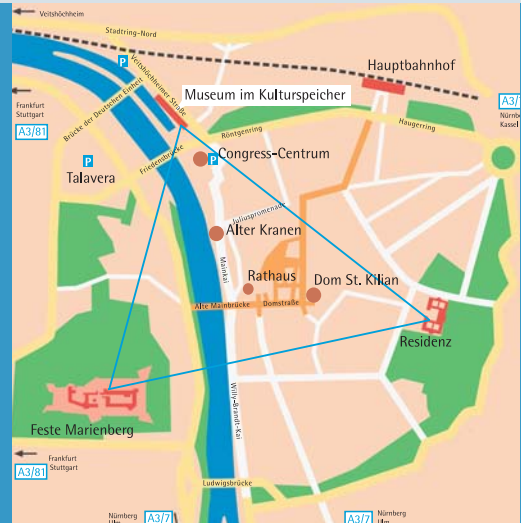 Veitshöchheim
Stadtring-Nord
Hauptbahnhof
Veitshöchheimer Straße
P
Museum im Kulturspeicher
Brücke der Deutschen Einheit
Frankfurt
Stuttgart
A3/81
A3/
Nürnb
Kassel
Haugerring
Röntgenring
Friedensbrücke
P
Congress-Centrum
P
Talavera
Juliuspromenade
Alter Kranen
Mainkai
Rathaus
Dom St. Kilian
Alte Mainbrücke
Domstraße
Residenz
Willy-Brandt-Kai
Feste Marienberg
Frankfurt
Stuttgart
A3/81
Ludwigsbrücke
Nürnberg
Ulm
A3/7
A3/7
Nürnberg
Ulm